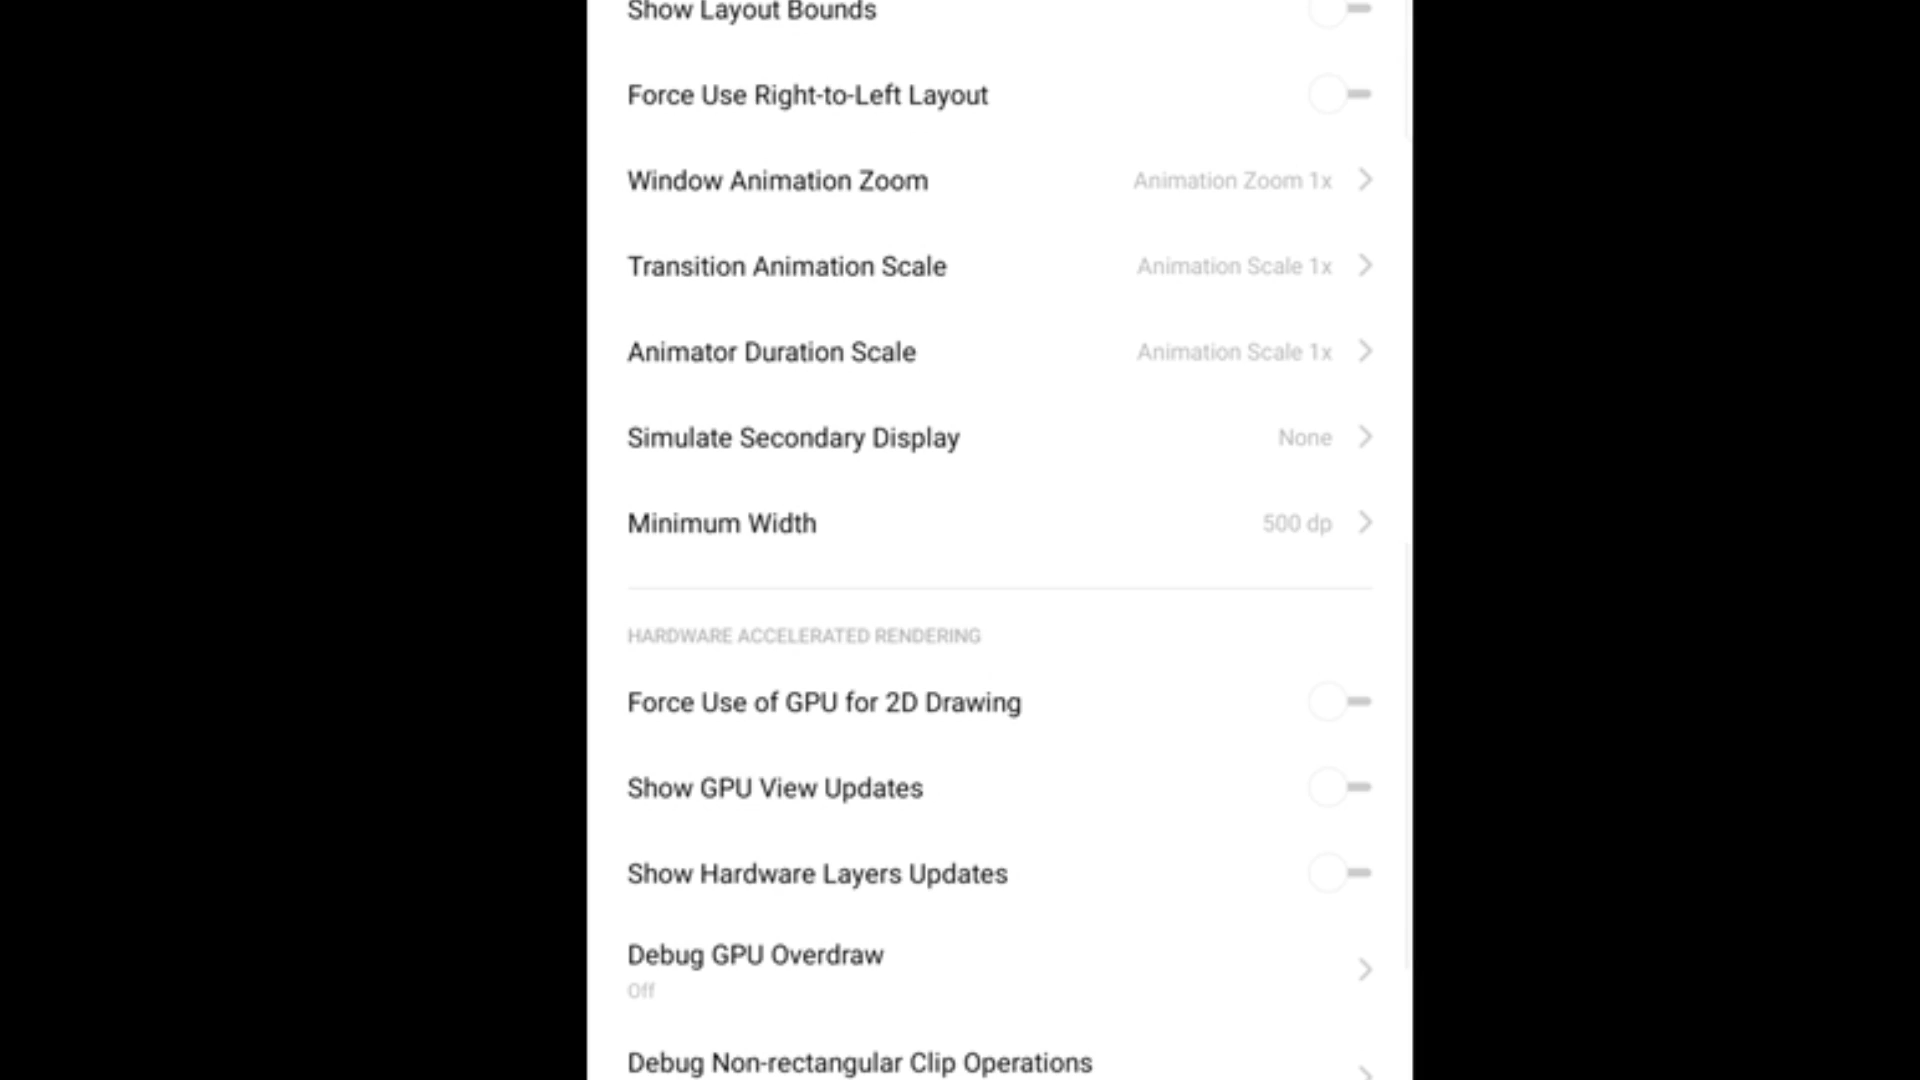 Show Layout Bounds
Force Use Right-to-Left Layout
Window Animation Zoom Animation Zoom 1x
Transition Animation Scale Animation Scale 1x
Animator Duration Scale Animation Scale 1x
Simulate Secondary Display None
Minimum Width 500 dp
HARDWARE ACCELERATED RENDERING
Force Use of GPU for 2D Drawing
Show GPU View Updates
Show Hardware Layers Updates
Debug GPU Overdraw
Off
Debug Non-rectangular Clip Operations